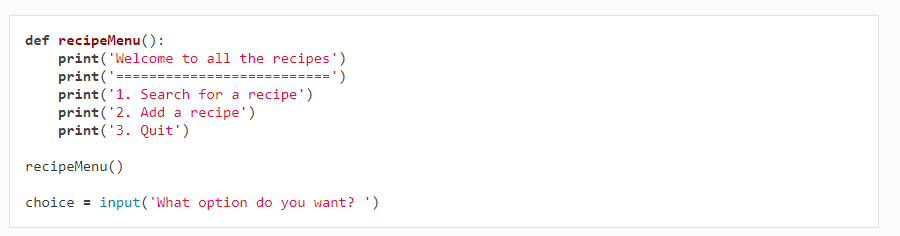 def recipeMenu():
    print('Welcome to all the recipes')
    print('==========================')
    print('1. Search for a recipe')
    print('2. Add a recipe')
    print('3. Quit')
recipeMenu()
choice = input('What option do you want? ')